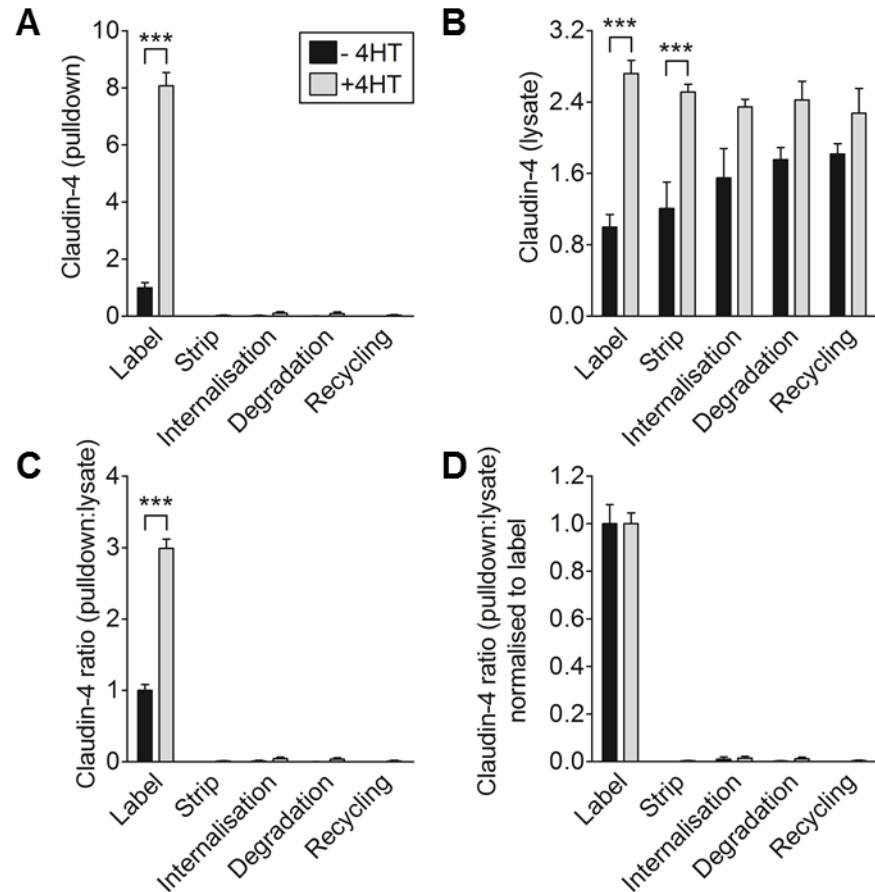 A
Claudin-4 (pulldown)
10
8
6
4
2
0
***
- 4HT
+4HT
Label
Strip
Internalisation
Degradation
Recycling
B
Claudin-4 (lysate)
3.2
2.4
1.6
0.8
0.0
***
***
Label
Strip
Internalisation
Degradation
Recycling
C
Claudin-4 ratio (pulldown:lysate)
4
3
2
1
0
***
Label
Strip
Internalisation
Degradation
Recycling
D
Claudin-4 ratio (pulldown:lysate)
normalised to label
1.2
1.0
0.8
0.6
0.4
0.2
0.0
Label
Strip
Internalisation
Degradation
Recycling